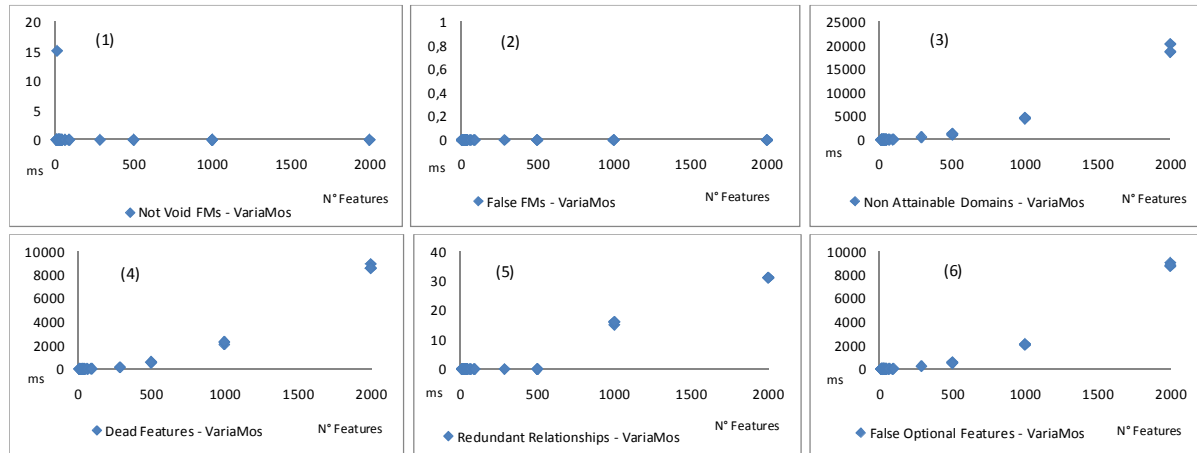 20
15
10
5
0
(1)
0 500 1000 1500 2000
ms
N° Features
Not Void FMs - VariaMos
1
0,8
0,6
0,4
0,2
0
(2)
0 500 1000 1500 2000
ms
N° Features
False FMs - VariaMos
25000
20000
15000
10000
5000
0
(3)
0 500 1000 1500 2000
ms
N° Features
Non Attainable Domains - VariaMos
10000
8000
6000
4000
2000
0
(4)
ms
0 500 1000 1500 2000
Dead Features - VariaMos
N° Features
40
30
20
10
0
(5)
ms
0 500 1000 1500 2000
N° Features
Redundant Relationships - VariaMos
10000
8000
6000
4000
2000
0
(6)
ms
0 500 1000 1500 2000
N° Features
False Optional Features - VariaMos